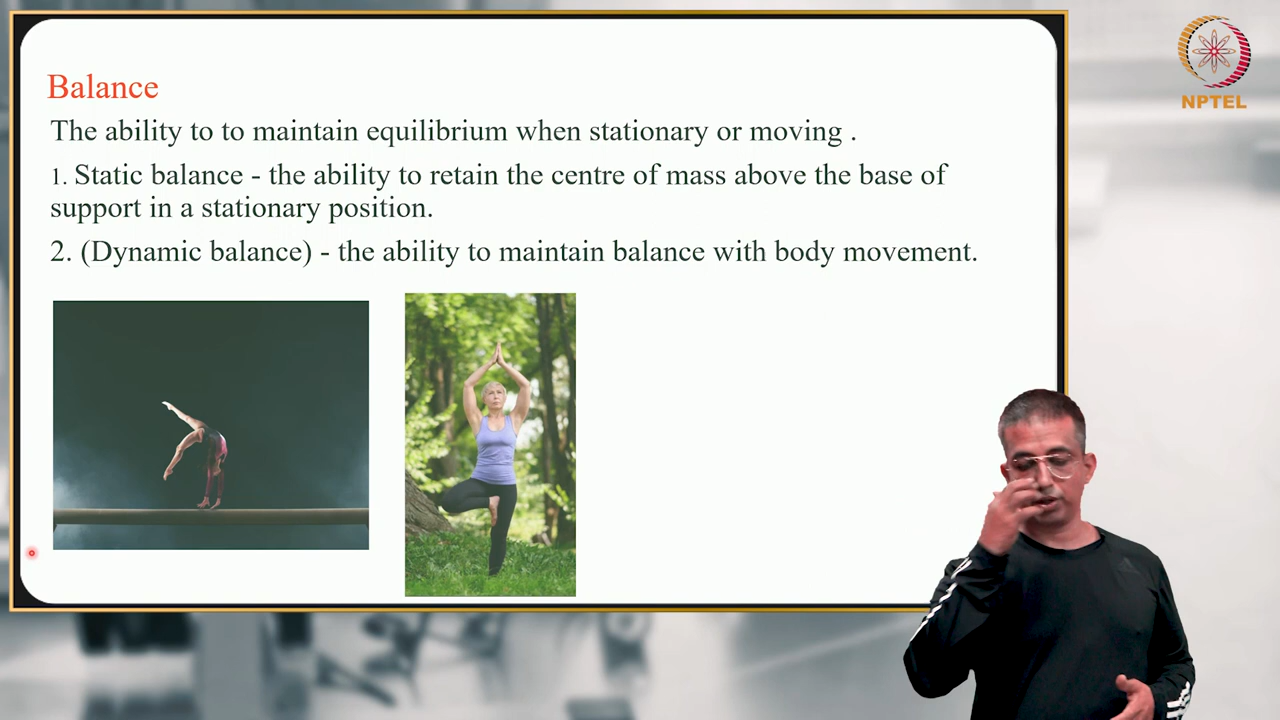 NPTEL
Balance
The ability to to maintain equilibrium when stationary or moving .
1. Static balance - the ability to retain the centre of mass above the base of
support in a stationary position.
2. (Dynamic balance) - the ability to maintain balance with body movement.